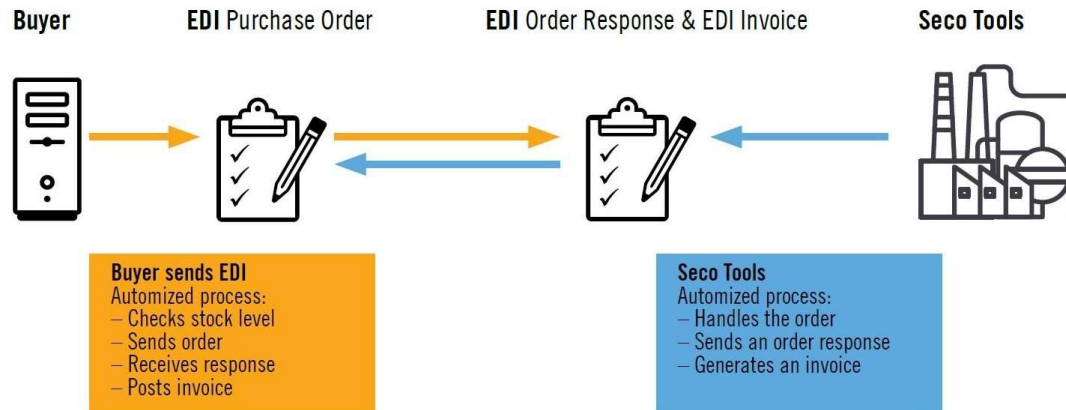 Buyer
EDI Purchase Order
EDI Order Response & EDI Invoice
Seco Tools
Buyer sends EDI
Automized process:
– Checks stock level
– Sends order
– Receives response
– Posts invoice
Seco Tools
Automized process:
– Handles the order
– Sends an order response
– Generates an invoice